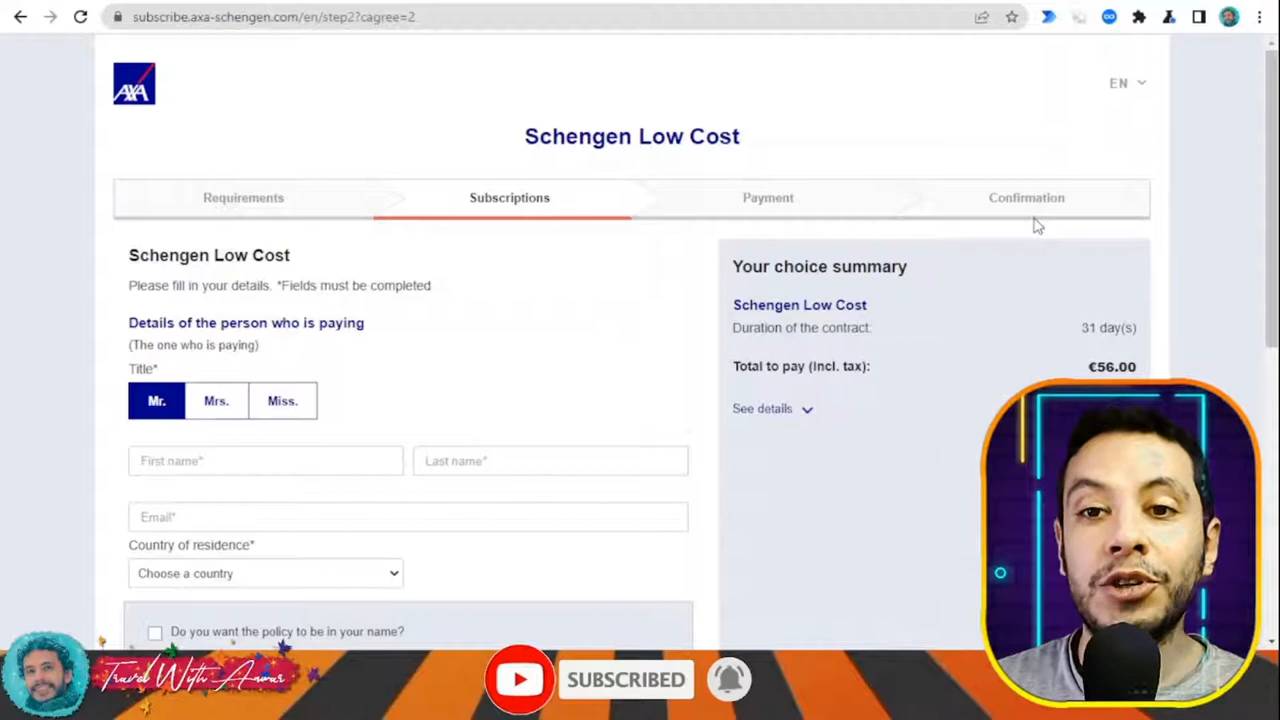 subscribe.axa-schengen.com/en/step2?cagree=2
AXA
EN
Schengen Low Cost
Requirements
Subscriptions
Payment
Confirmation
Schengen Low Cost
Please fill in your details. *Fields must be completed
Details of the person who is paying
(The one who is paying)
Title*
Mr.
Mrs.
Miss.
First name*
Last name*
Email*
Country of residence*
Choose a country
Do you want the policy to be in your name?
Your choice summary
Schengen Low Cost
Duration of the contract: 31 day(s)
Total to pay (incl. tax): €56.00
See details
Travel With Anwar
SUBSCRIBED